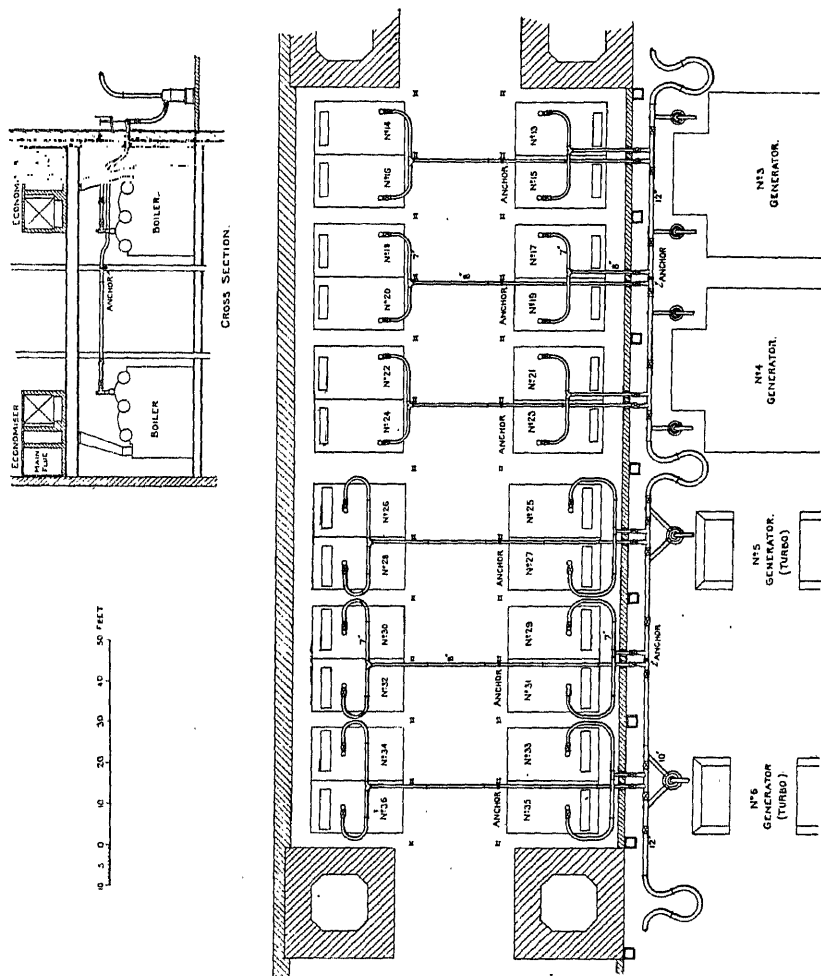 ECONOMI
ECONOMISER
MAIN
FLUE
BOILER.
BOILER
ANCHOR
CROSS SECTION.
10 5 0 10 20 30 40 50 FEET
Nº14
Nº16
Nº18
Nº20
Nº22
Nº24
Nº26
Nº28
Nº30
Nº32
Nº34
Nº36
Nº13
Nº15
Nº17
Nº19
Nº21
Nº23
Nº25
Nº27
Nº29
Nº31
Nº33
Nº35
ANCHOR
ANCHOR
ANCHOR
ANCHOR
ANCHOR
ANCHOR
7"
8"
7"
8"
7"
8"
7"
12"
ANCHOR
ANCHOR
10"
12"
Nº3
GENERATOR.
Nº4
GENERATOR.
Nº5
GENERATOR.
(TURBO)
Nº6
GENERATOR
(TURBO)